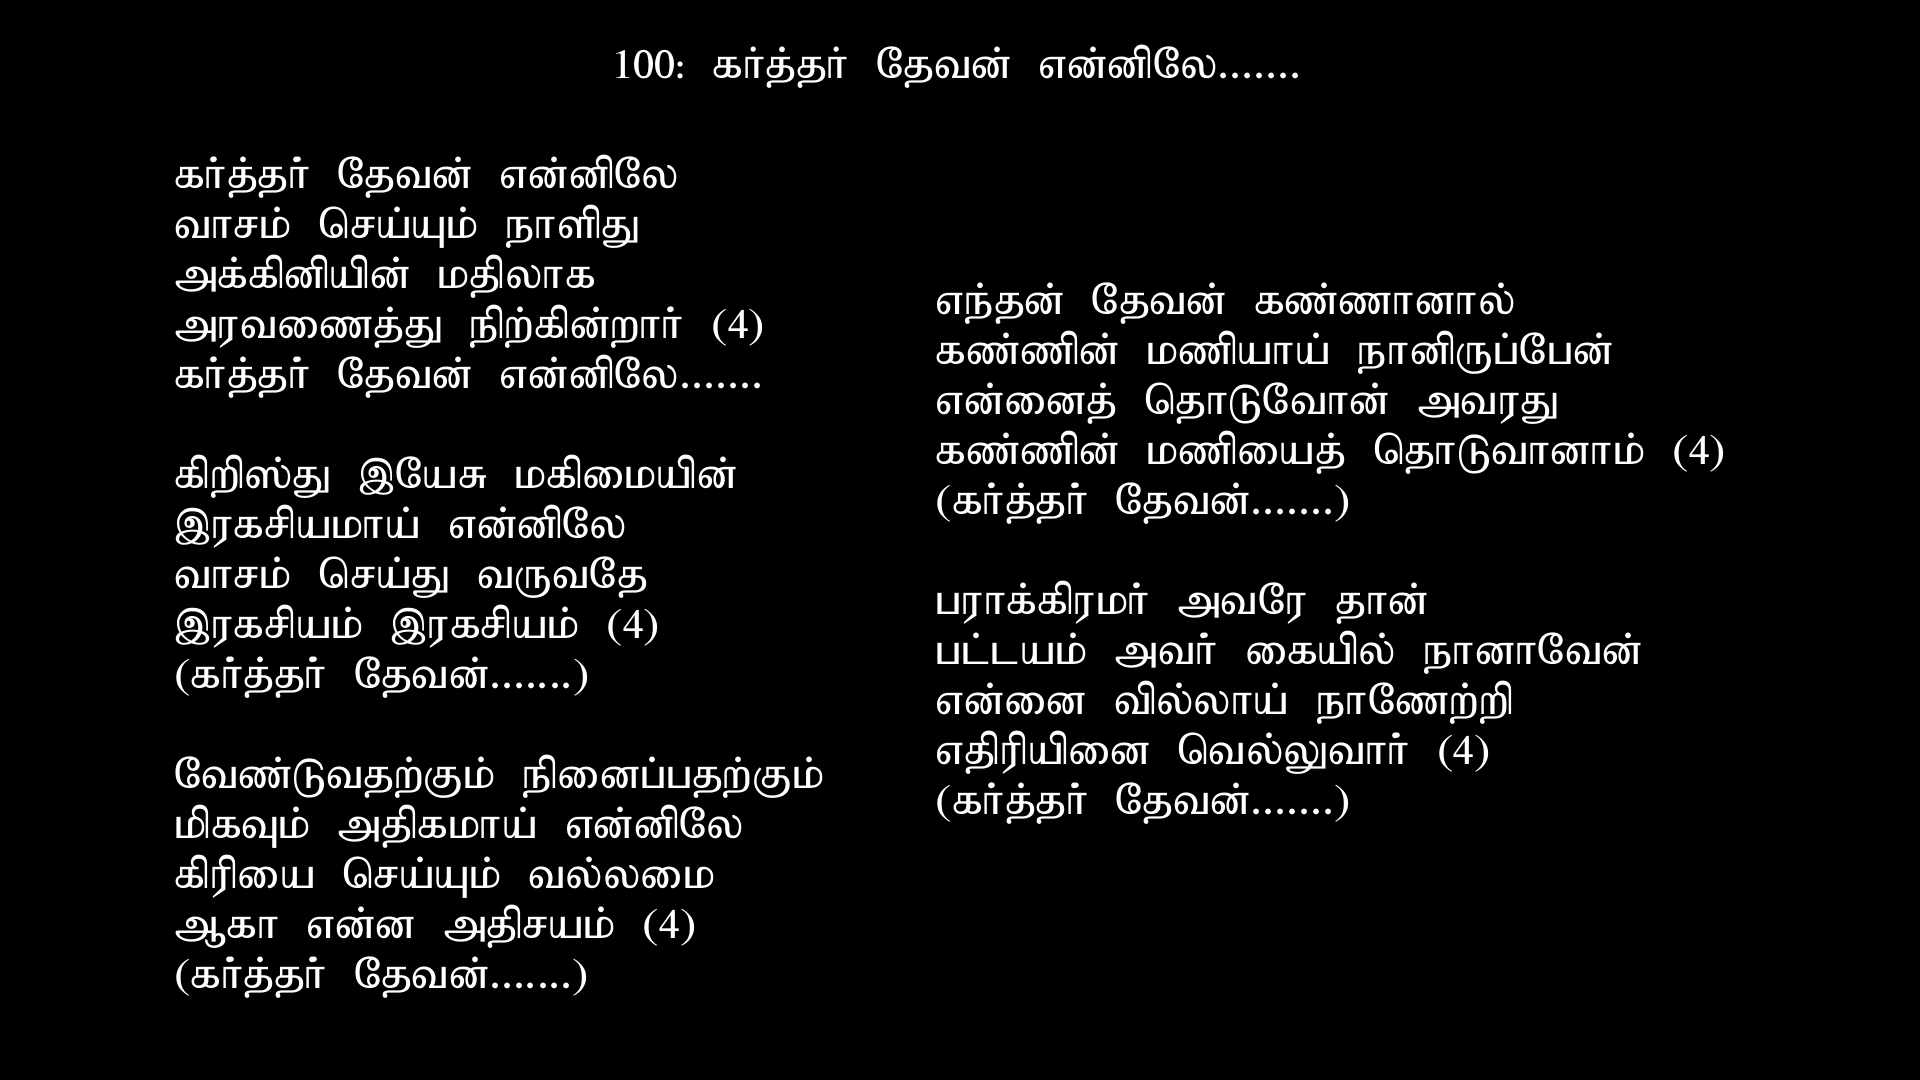 100: கர்த்தர் தேவன் என்னிலே.......
கர்த்தர் தேவன் என்னிலே
வாசம் செய்யும் நாளிது
அக்கினியின் மதிலாக
அரவணைத்து நிற்கின்றார் (4)
கர்த்தர் தேவன் என்னிலே.......
கிறிஸ்து இயேசு மகிமையின்
இரகசியமாய் என்னிலே
வாசம் செய்து வருவதே
இரகசியம் இரகசியம் (4)
(கர்த்தர் தேவன்.......)
வேண்டுவதற்கும் நினைப்பதற்கும்
மிகவும் அதிகமாய் என்னிலே
கிரியை செய்யும் வல்லமை
ஆகா என்ன அதிசயம் (4)
(கர்த்தர் தேவன்.......)
எந்தன் தேவன் கண்ணானால்
கண்ணின் மணியாய் நானிருப்பேன்
என்னைத் தொடுவோன் அவரது
கண்ணின் மணியைத் தொடுவானாம் (4)
(கர்த்தர் தேவன்.......)
பராக்கிரமர் அவரே தான்
பட்டயம் அவர் கையில் நானாவேன்
என்னை வில்லாய் நாணேற்றி
எதிரியினை வெல்லுவார் (4)
(கர்த்தர் தேவன்.......)